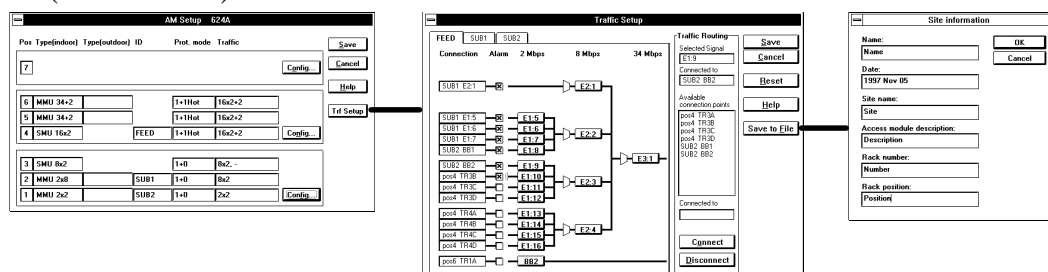 AM Setup 624A
Pos Type(indoor) Type(outdoor) ID Prot. mode Traffic
7 Config...
6 MMU 34+2 1+1Hot 16x2+2
5 MMU 34+2 1+1Hot 16x2+2
4 SMU 16x2 FEED 1+1Hot 16x2+2 Config...
3 SMU 8x2 1+0 8x2, -
2 MMU 2x8 SUB1 1+0 8x2
1 MMU 2x2 SUB2 1+0 2x2 Config...
Save
Cancel
Help
Trf Setup
Traffic Setup
FEED SUB1 SUB2
Connection Alarm 2 Mbps 8 Mbps 34 Mbps
SUB1 E2:1 E2:1
SUB1 E1:5 E1:5
SUB1 E1:6 E1:6
SUB1 E1:7 E1:7
SUB2 BB1 E1:8
E2:2
SUB2 BB2 E1:9
pos4 TR3B E1:10
pos4 TR3C E1:11
pos4 TR3D E1:12
E2:3
E3:1
pos4 TR4A E1:13
pos4 TR4B E1:14
pos4 TR4C E1:15
pos4 TR4D E1:16
E2:4
pos6 TR1A BB2
Traffic Routing
Selected Signal
E1:9
Connected to
SUB2 BB2
Available
connection points
pos4 TR3A
pos4 TR3B
pos4 TR3C
pos4 TR3D
SUB2 BB1
SUB2 BB2
Connected to
Connect
Disconnect
Save
Cancel
Reset
Help
Save to File
Site information
Name:
Name
Date:
1997 Nov 05
Site name:
Site
Access module description:
Description
Rack number:
Number
Rack position:
Position
OK
Cancel